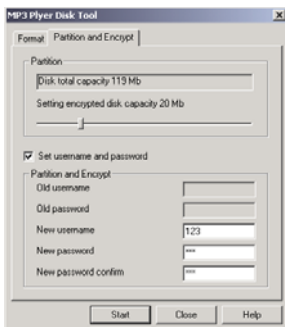 MP3 Plyer Disk Tool
Format Partition and Encrypt
Partition
Disk total capacity 119 Mb
Setting encrypted disk capacity 20 Mb
Set username and password
Partition and Encrypt
Old username
Old password
New username 123
New password ***
New password confirm ***
Start Close Help